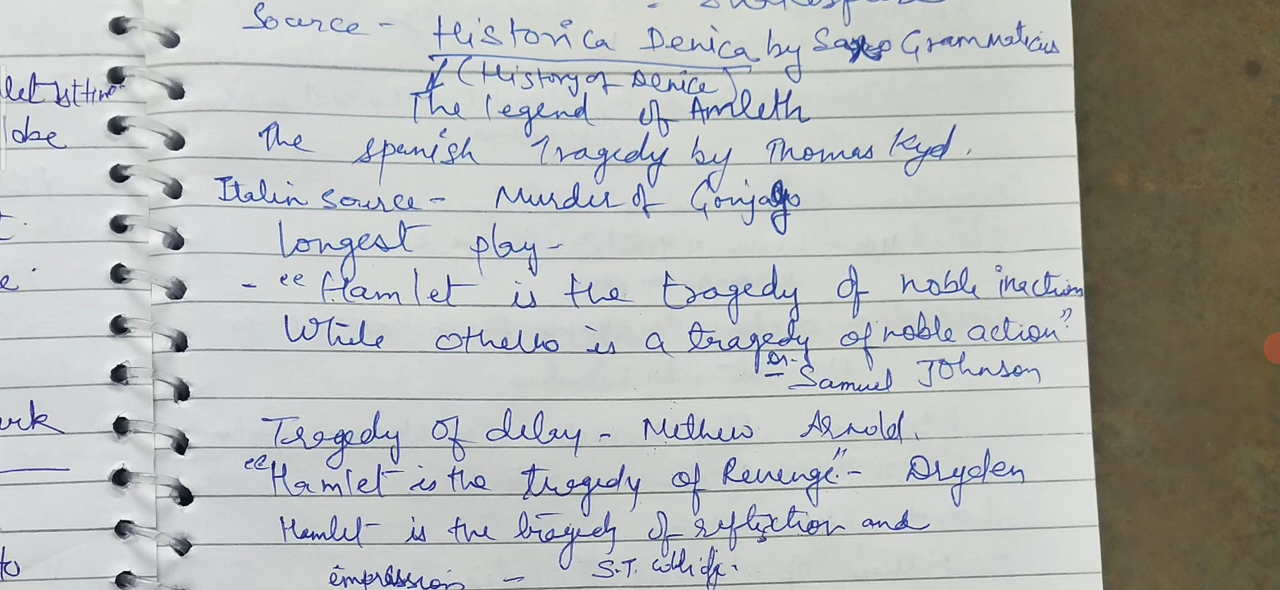 Source - Historica Denica by Saxo Grammaticus
(History of Denice)
The legend of Amleth
The spanish Tragedy by Thomas Kyd.
Italin source - Murder of Gonjago
longest play -
- "Hamlet is the tragedy of noble inaction
While othello is a tragedy of noble action"
- Dr. Samuel Johnson
Tragedy of delay - Methew Arnold.
"Hamlet is the tragedy of Revenge" - Dryden
Hamlet is the tragedy of reflection and
empression - S.T.
lobe